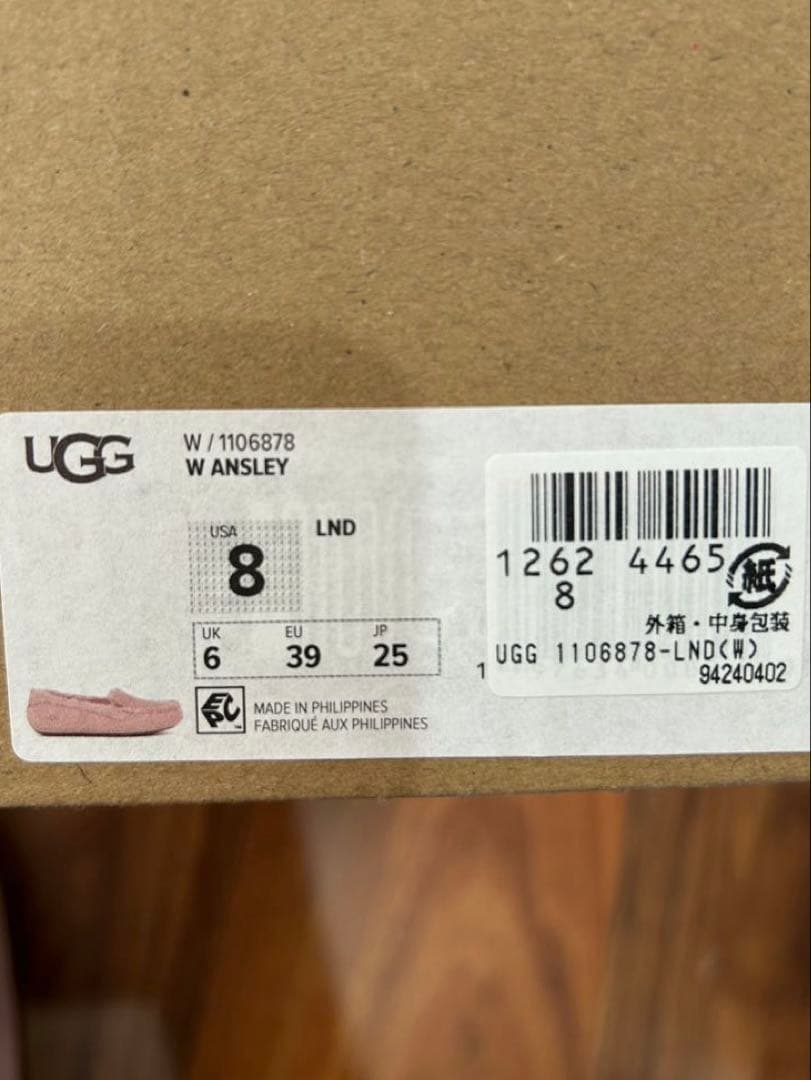 UGG
W / 1106878
W ANSLEY
USA
8
LND
UK
6
EU
39
JP
25
MADE IN PHILIPPINES
FABRIQUÉ AUX PHILIPPINES
1262 4465
8
紙
外箱・中身包装
UGG 1106878-LND(W)
94240402
1